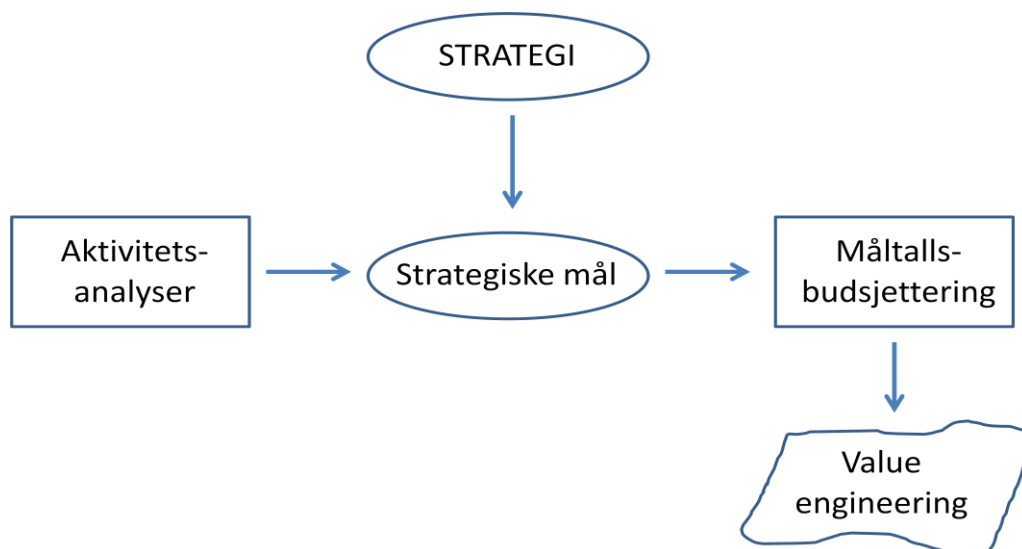 STRATEGI
Aktivitets-
analyser
Strategiske mål
Måltalls-
budsjettering
Value
engineering